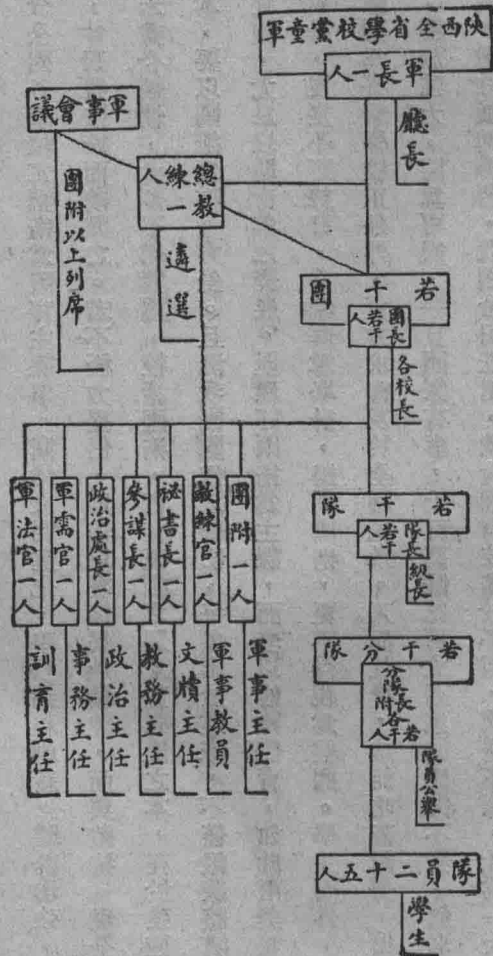 陝西全省學校黨童軍
軍長一人
廳長
軍事會議
團附以上列席
總教練一人
遴選
若干團
團長若干人
各校長
團附一人
軍事主任
教練官一人
軍事教員
祕書長一人
文牘主任
參謀長一人
教務主任
政治處長一人
政治主任
軍需官一人
事務主任
軍法官一人
訓育主任
若干隊
隊長若干人
級長
若干分隊
分隊長附各若干人
隊員公舉
隊員二十五人
學生